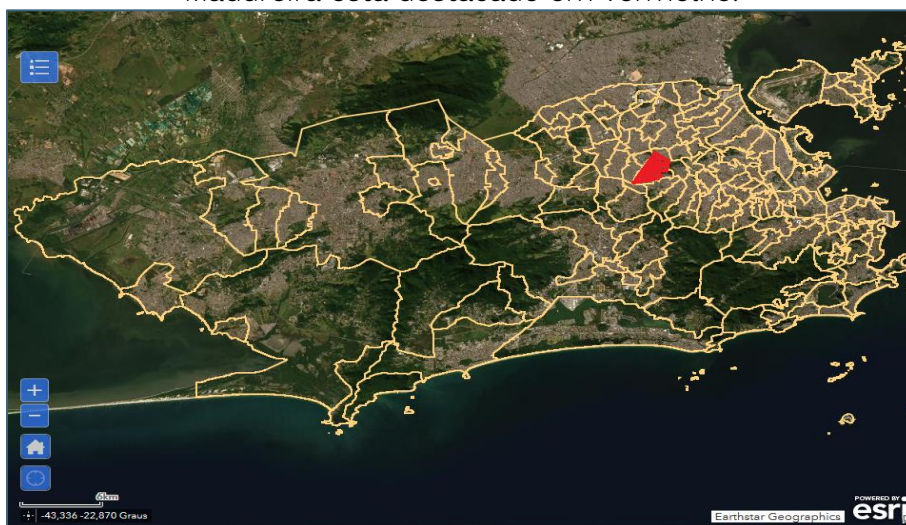 Madureira está destacado em vermelho.
+
−
6km
-43,336 -22,870 Graus
Earthstar Geographics
POWERED BY
esri